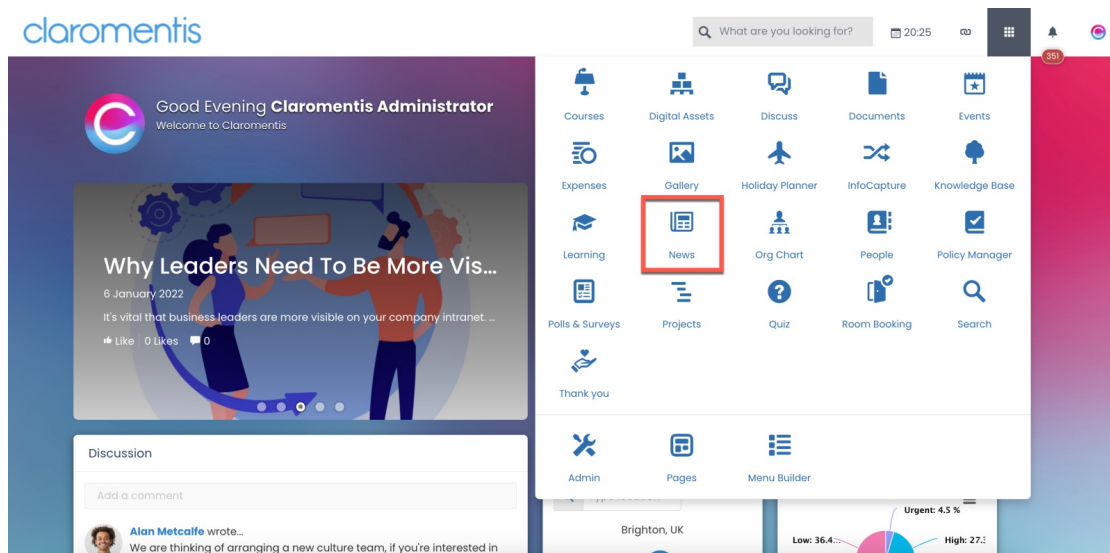 claromentis
What are you looking for?
20:25
351
Good Evening Claromentis Administrator
Welcome to Claromentis
Courses
Digital Assets
Discuss
Documents
Events
Expenses
Gallery
Holiday Planner
InfoCapture
Knowledge Base
Learning
News
Org Chart
People
Policy Manager
Polls & Surveys
Projects
Quiz
Room Booking
Search
Thank you
Admin
Pages
Menu Builder
Why Leaders Need To Be More Vis...
6 January 2022
It's vital that business leaders are more visible on your company intranet. ...
Like 0 Likes 0
Discussion
Add a comment
Alan Metcalfe wrote...
We are thinking of arranging a new culture team, if you're interested in
Brighton, UK
Urgent: 4.5 %
Low: 36.4...
High: 27.: